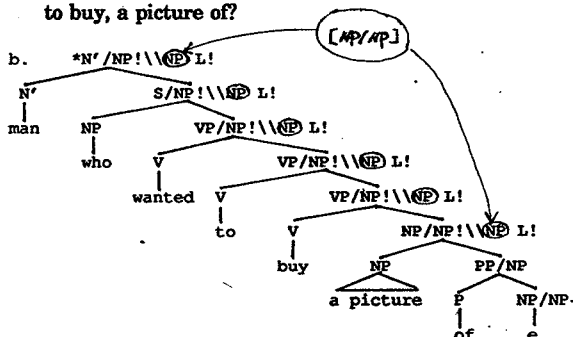 to buy, a picture of?
[NP/NP]
b. *N'/NP!\\NP L!
N' S/NP!\\NP L!
man NP VP/NP!\\NP L!
who V VP/NP!\\NP L!
wanted V VP/NP!\\NP L!
to V NP/NP!\\NP L!
buy NP PP/NP
a picture P NP/NP
of e